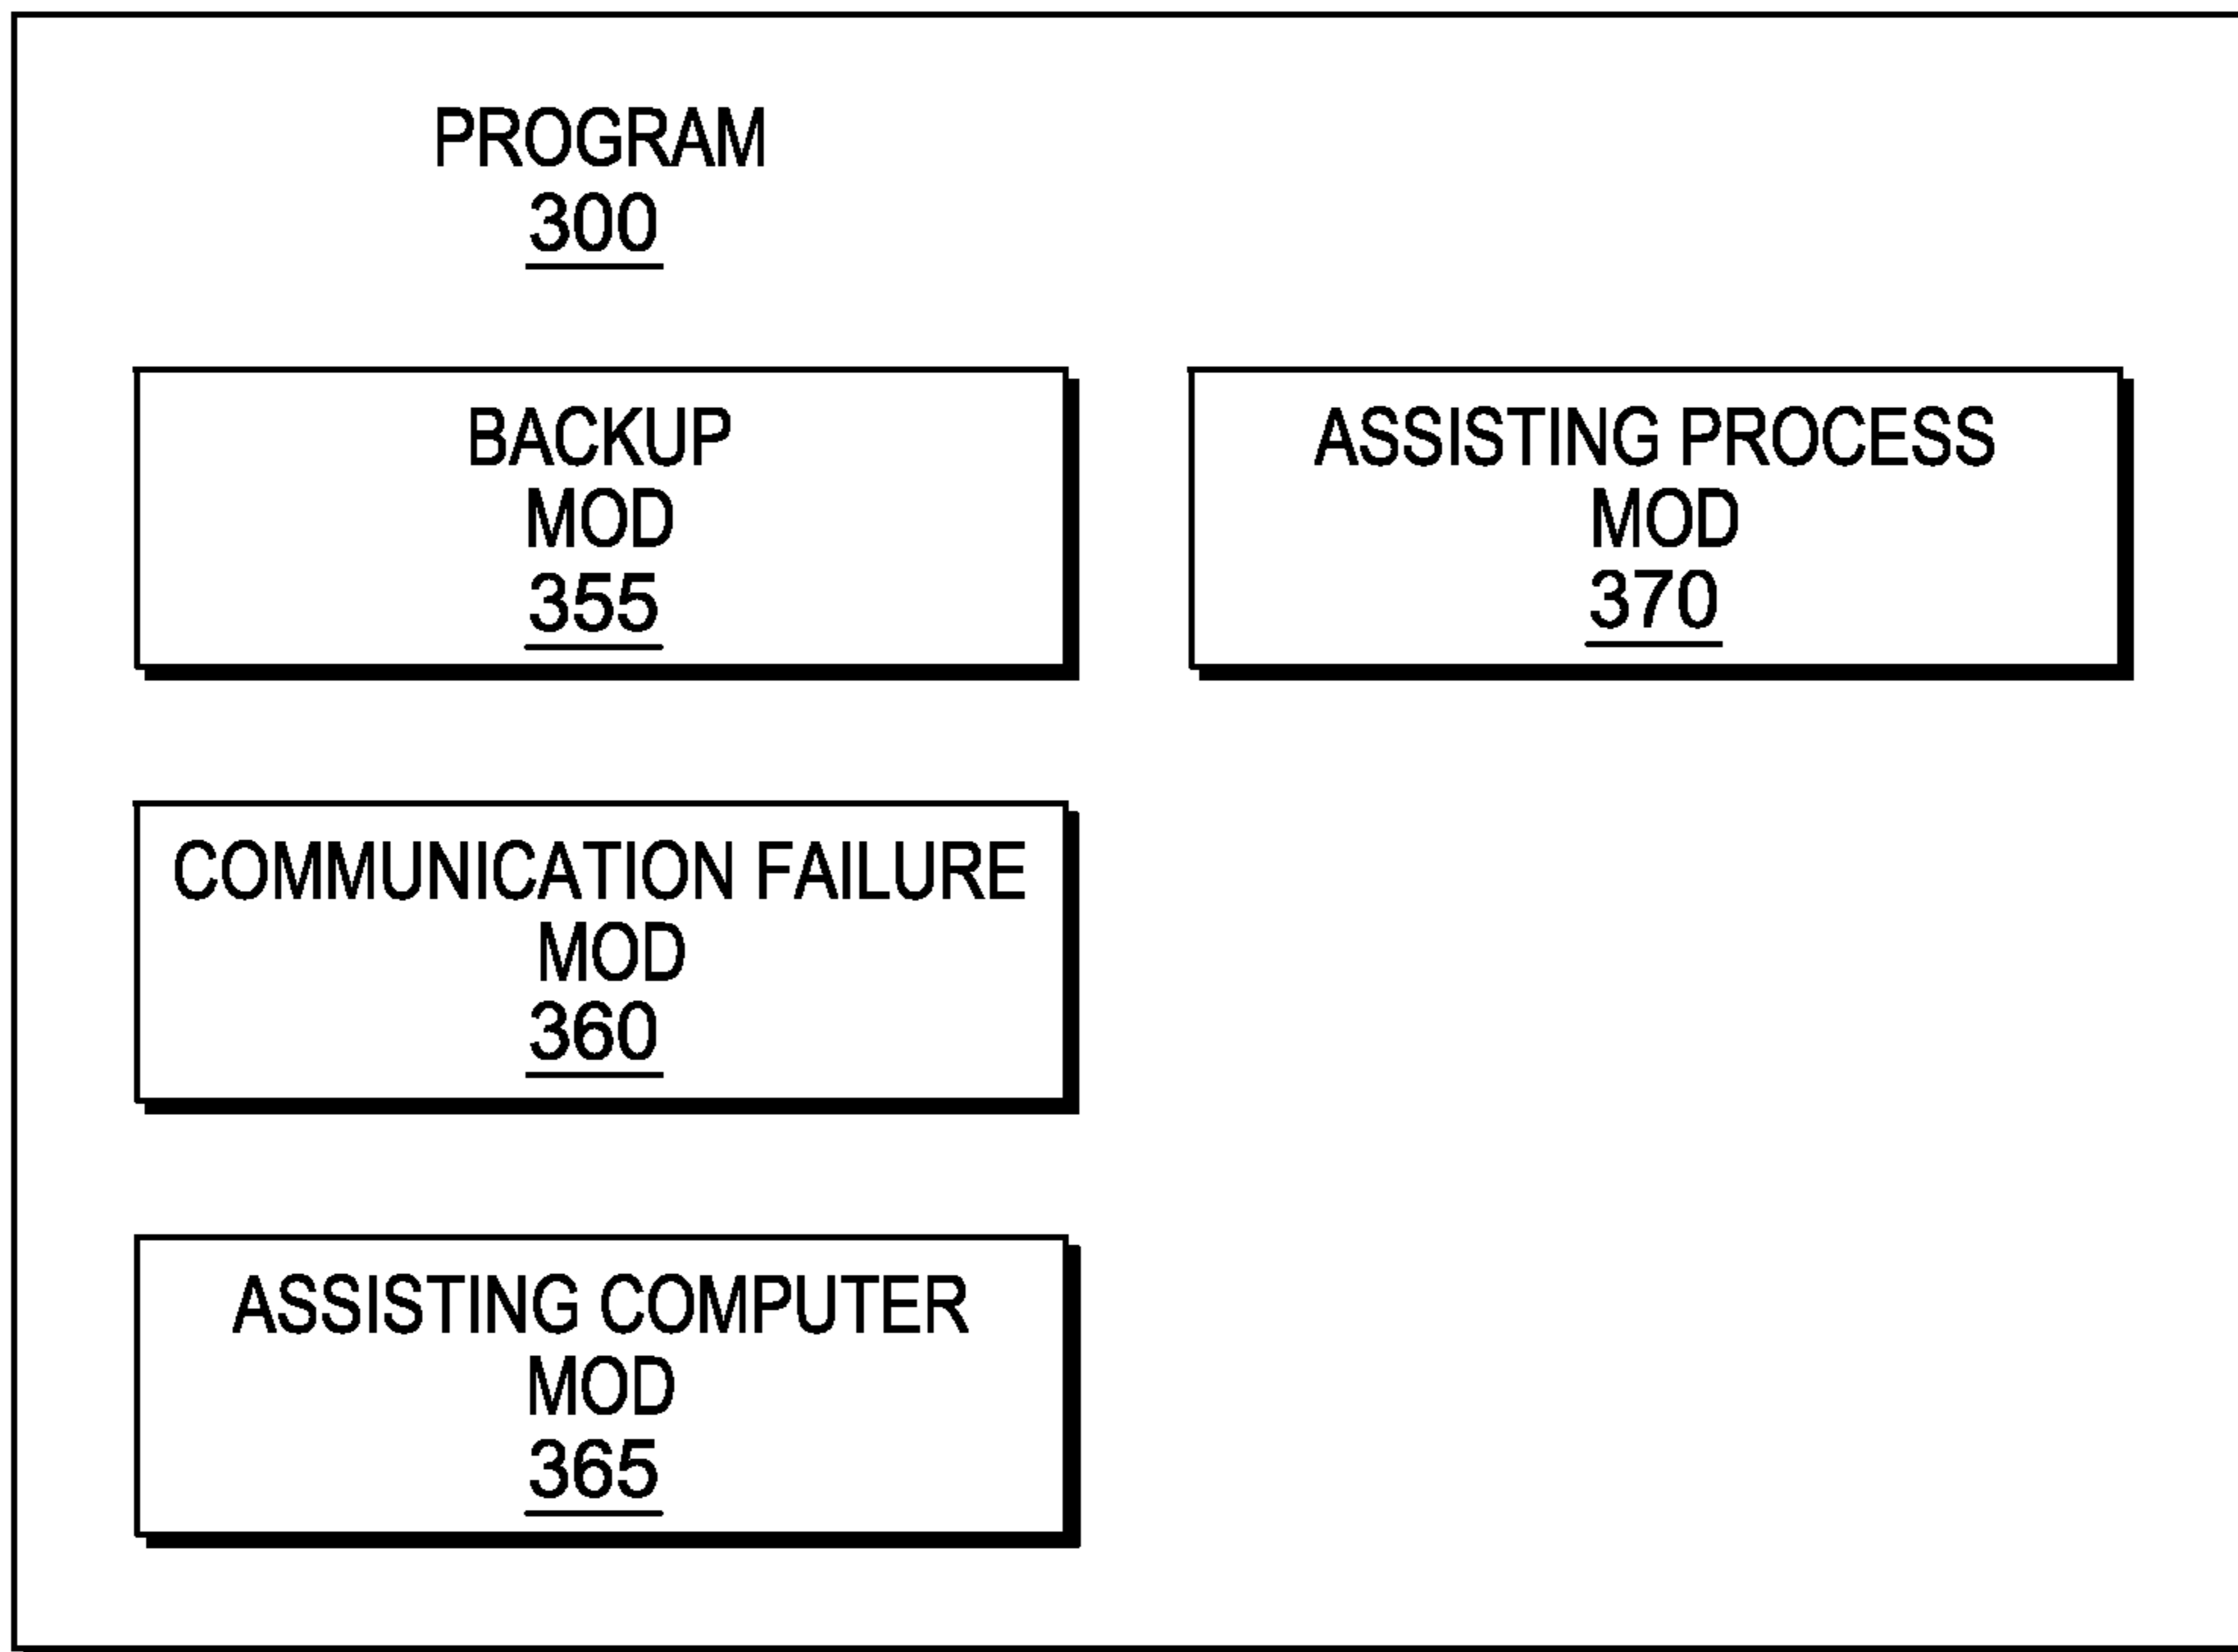 PROGRAM
300
BACKUP
MOD
355
ASSISTING PROCESS
MOD
370
COMMUNICATION FAILURE
MOD
360
ASSISTING COMPUTER
MOD
365